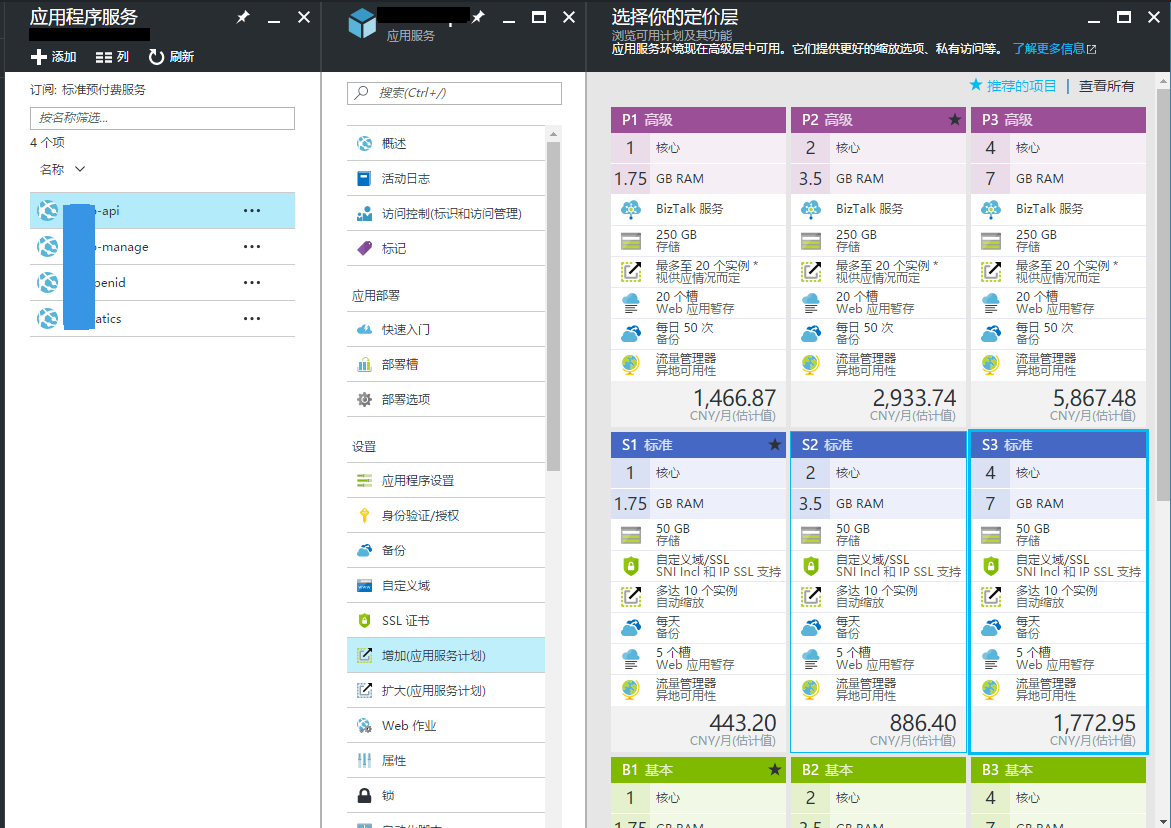 应用程序服务
添加
列
刷新
订阅: 标准预付费服务
按名称筛选...
4 个项
名称
-api
-manage
enid
atics
应用服务
搜索(Ctrl+/)
概述
活动日志
访问控制(标识和访问管理)
标记
应用部署
快速入门
部署槽
部署选项
设置
应用程序设置
身份验证/授权
备份
自定义域
SSL 证书
增加(应用服务计划)
扩大(应用服务计划)
Web 作业
属性
锁
选择你的定价层
浏览可用计划及其功能
应用服务环境现在高级层中可用。它们提供更好的缩放选项、私有访问等。 了解更多信息
推荐的项目 | 查看所有
P1 高级
1 核心
1.75 GB RAM
BizTalk 服务
250 GB
存储
最多至 20 个实例 *
视供应情况而定
20 个槽
Web 应用暂存
每日 50 次
备份
流量管理器
异地可用性
1,466.87
CNY/月(估计值)
P2 高级
2 核心
3.5 GB RAM
BizTalk 服务
250 GB
存储
最多至 20 个实例 *
视供应情况而定
20 个槽
Web 应用暂存
每日 50 次
备份
流量管理器
异地可用性
2,933.74
CNY/月(估计值)
P3 高级
4 核心
7 GB RAM
BizTalk 服务
250 GB
存储
最多至 20 个实例 *
视供应情况而定
20 个槽
Web 应用暂存
每日 50 次
备份
流量管理器
异地可用性
5,867.48
CNY/月(估计值)
S1 标准
1 核心
1.75 GB RAM
50 GB
存储
自定义域/SSL
SNI Incl 和 IP SSL 支持
多达 10 个实例
自动缩放
每天
备份
5 个槽
Web 应用暂存
流量管理器
异地可用性
443.20
CNY/月(估计值)
S2 标准
2 核心
3.5 GB RAM
50 GB
存储
自定义域/SSL
SNI Incl 和 IP SSL 支持
多达 10 个实例
自动缩放
每天
备份
5 个槽
Web 应用暂存
流量管理器
异地可用性
886.40
CNY/月(估计值)
S3 标准
4 核心
7 GB RAM
50 GB
存储
自定义域/SSL
SNI Incl 和 IP SSL 支持
多达 10 个实例
自动缩放
每天
备份
5 个槽
Web 应用暂存
流量管理器
异地可用性
1,772.95
CNY/月(估计值)
B1 基本
1 核心
1.75 GB RAM
B2 基本
2 核心
3.5 GB RAM
B3 基本
4 核心
7 GB RAM